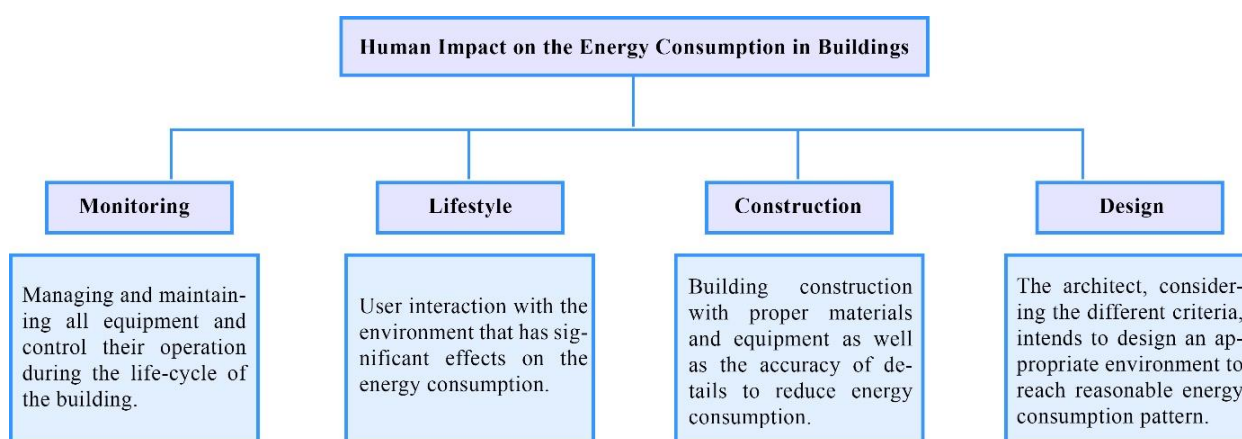 Human Impact on the Energy Consumption in Buildings
Monitoring
Managing and maintain-
ing all equipment and
control their operation
during the life-cycle of
the building.
Lifestyle
User interaction with the
environment that has sig-
nificant effects on the
energy consumption.
Construction
Building construction
with proper materials
and equipment as well
as the accuracy of de-
tails to reduce energy
consumption.
Design
The architect, consider-
ing the different criteria,
intends to design an ap-
propriate environment to
reach reasonable energy
consumption pattern.